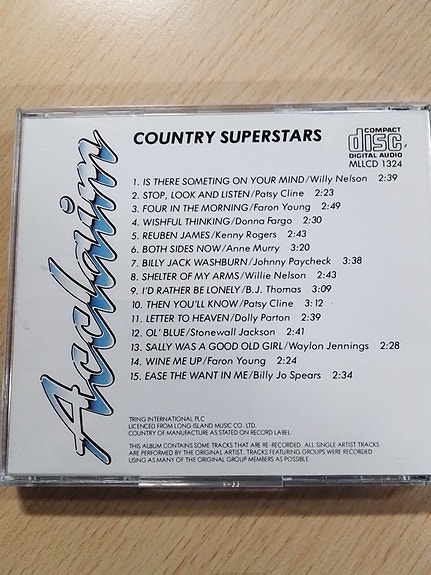 Acclaim
COUNTRY SUPERSTARS
COMPACT
disc
DIGITAL AUDIO
MLLCD 1324
1. IS THERE SOMETING ON YOUR MIND/Willy Nelson 2:39
2. STOP, LOOK AND LISTEN/Patsy Cline 2:23
3. FOUR IN THE MORNING/Faron Young 2:49
4. WISHFUL THINKING/Donna Fargo 2:30
5. REUBEN JAMES/Kenny Rogers 2:43
6. BOTH SIDES NOW/Anne Murry 3:20
7. BILLY JACK WASHBURN/Johnny Paycheck 3:38
8. SHELTER OF MY ARMS/Willie Nelson 2:43
9. I'D RATHER BE LONELY/B.J. Thomas 3:09
10. THEN YOU'LL KNOW/Patsy Cline 3:12
11. LETTER TO HEAVEN/Dolly Parton 2:39
12. OL' BLUE/Stonewall Jackson 2:41
13. SALLY WAS A GOOD OLD GIRL/Waylon Jennings 2:28
14. WINE ME UP/Faron Young 2:24
15. EASE THE WANT IN ME/Billy Jo Spears 2:34
TRING INTERNATIONAL PLC
LICENCED FROM LONG ISLAND MUSIC CO. LTD.
COUNTRY OF MANUFACTURE AS STATED ON RECORD LABEL.
THIS ALBUM CONTAINS SOME TRACKS THAT ARE RE-RECORDED. ALL SINGLE ARTIST TRACKS
ARE PERFORMED BY THE ORIGINAL ARTIST. TRACKS FEATURING GROUPS WERE RECORDED
USING AS MANY OF THE ORIGINAL GROUP MEMBERS AS POSSIBLE